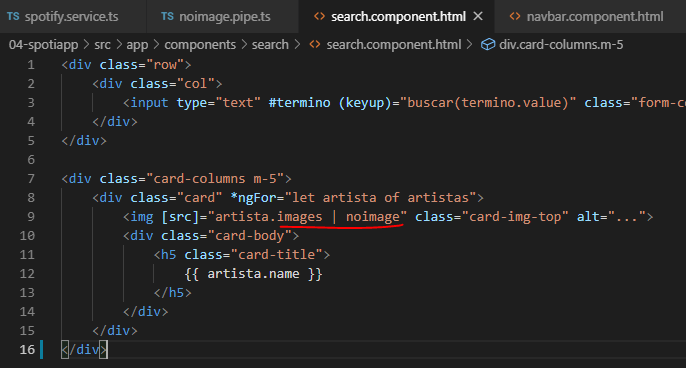 spotify.service.ts noimage.pipe.ts search.component.html navbar.component.html
04-spotiapp > src > app > components > search > search.component.html > div.card-columns.m-5
1 <div class="row">
2 <div class="col">
3 <input type="text" #termino (keyup)="buscar(termino.value)" class="form-co
4 </div>
5 </div>
6
7 <div class="card-columns m-5">
8 <div class="card" *ngFor="let artista of artistas">
9 <img [src]="artista.images | noimage" class="card-img-top" alt="...">
10 <div class="card-body">
11 <h5 class="card-title">
12 {{ artista.name }}
13 </h5>
14 </div>
15 </div>
16 </div>